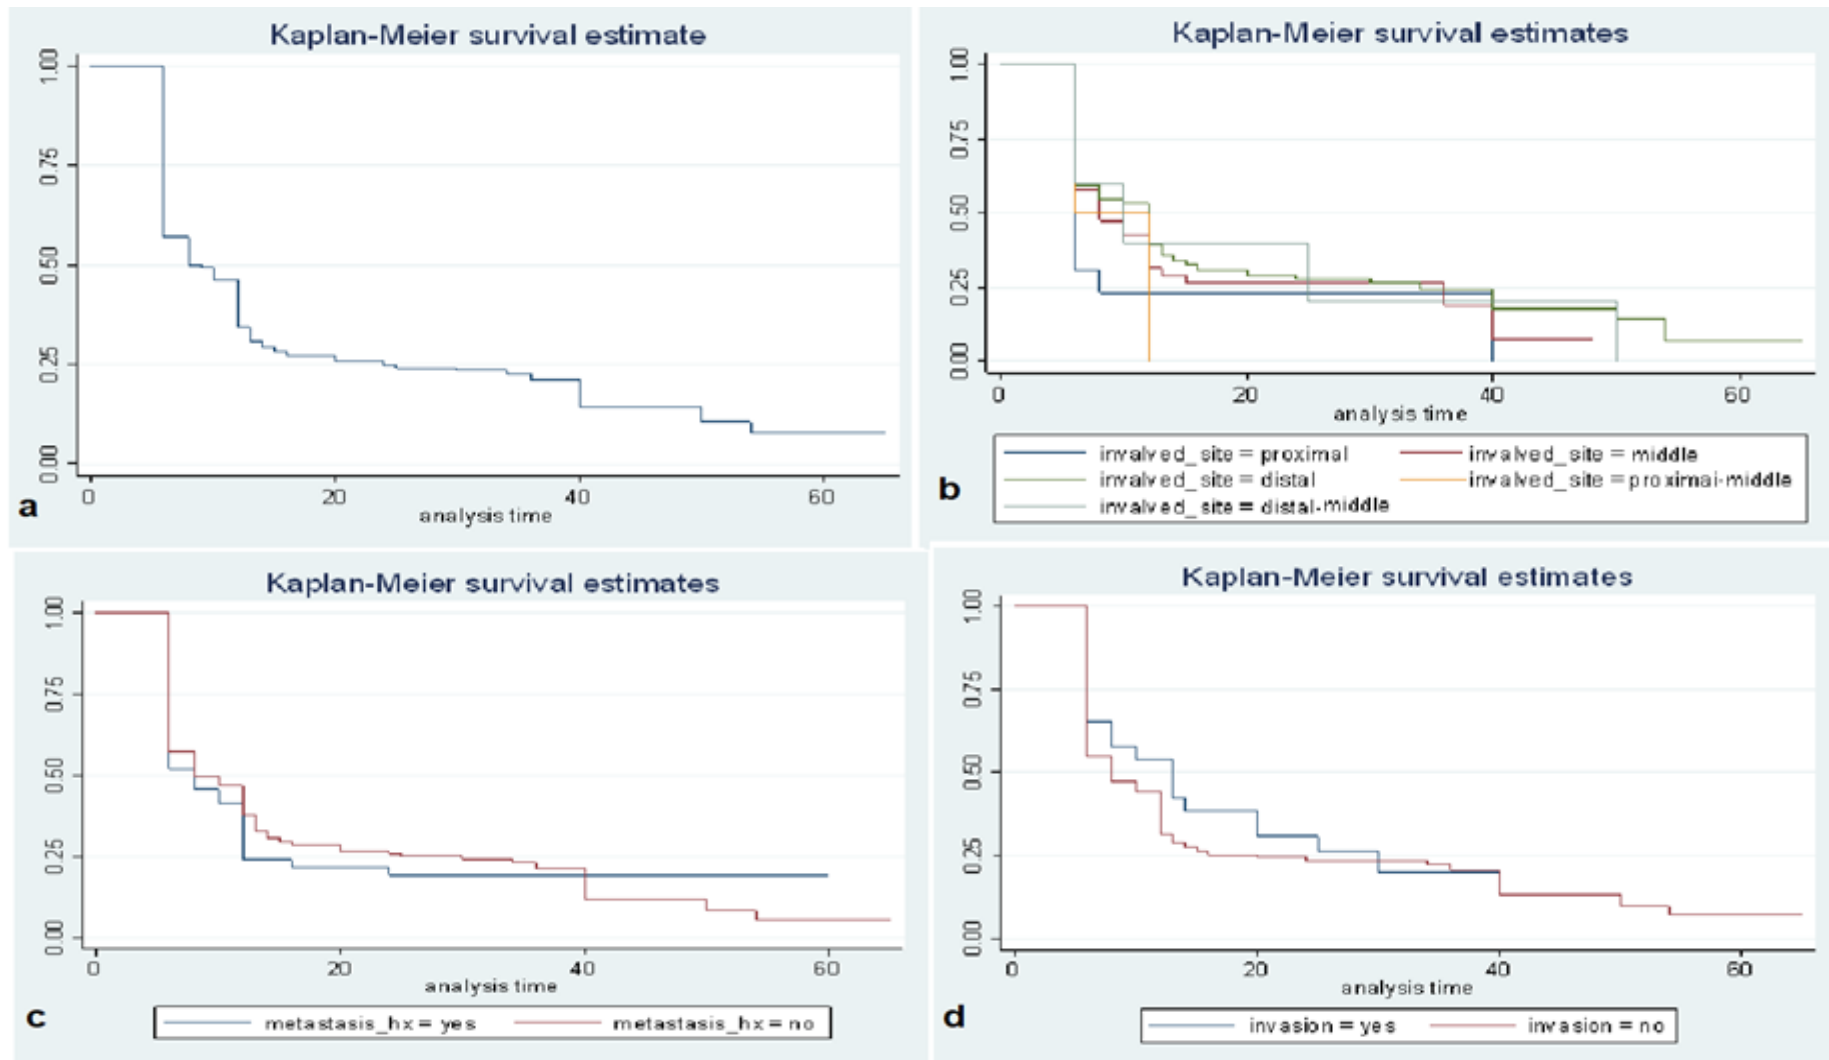 Kaplan-Meier survival estimate
1.00
0.75
0.50
0.25
0.00
0 20 40 60
analysis time
a
Kaplan-Meier survival estimates
1.00
0.75
0.50
0.25
0.00
0 20 40 60
analysis time
invalved_site = proximal invalved_site = middle
invalved_site = distal invalved_site = proximai-middle
invalved_site = distal-middle
b
Kaplan-Meier survival estimates
1.00
0.75
0.50
0.25
0.00
0 20 40 60
analysis time
metastasis_hx = yes metastasis_hx = no
c
Kaplan-Meier survival estimates
1.00
0.75
0.50
0.25
0.00
0 20 40 60
analysis time
invasion = yes invasion = no
d